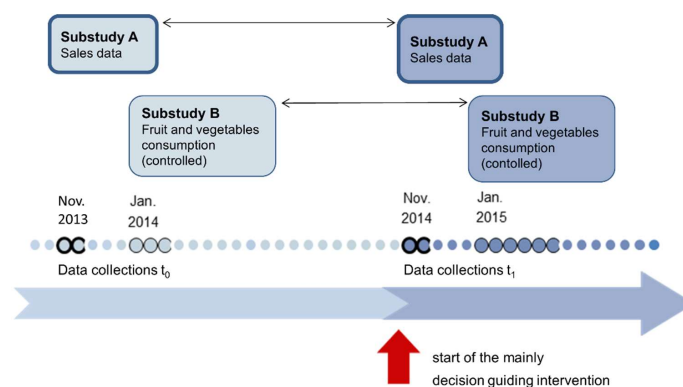 Substudy A
Sales data
Substudy A
Sales data
Substudy B
Fruit and vegetables
consumption
(controlled)
Substudy B
Fruit and vegetables
consumption
(contolled)
Nov.
2013
Jan.
2014
Nov.
2014
Jan.
2015
Data collections t₀
Data collections t₁
start of the mainly
decision guiding intervention